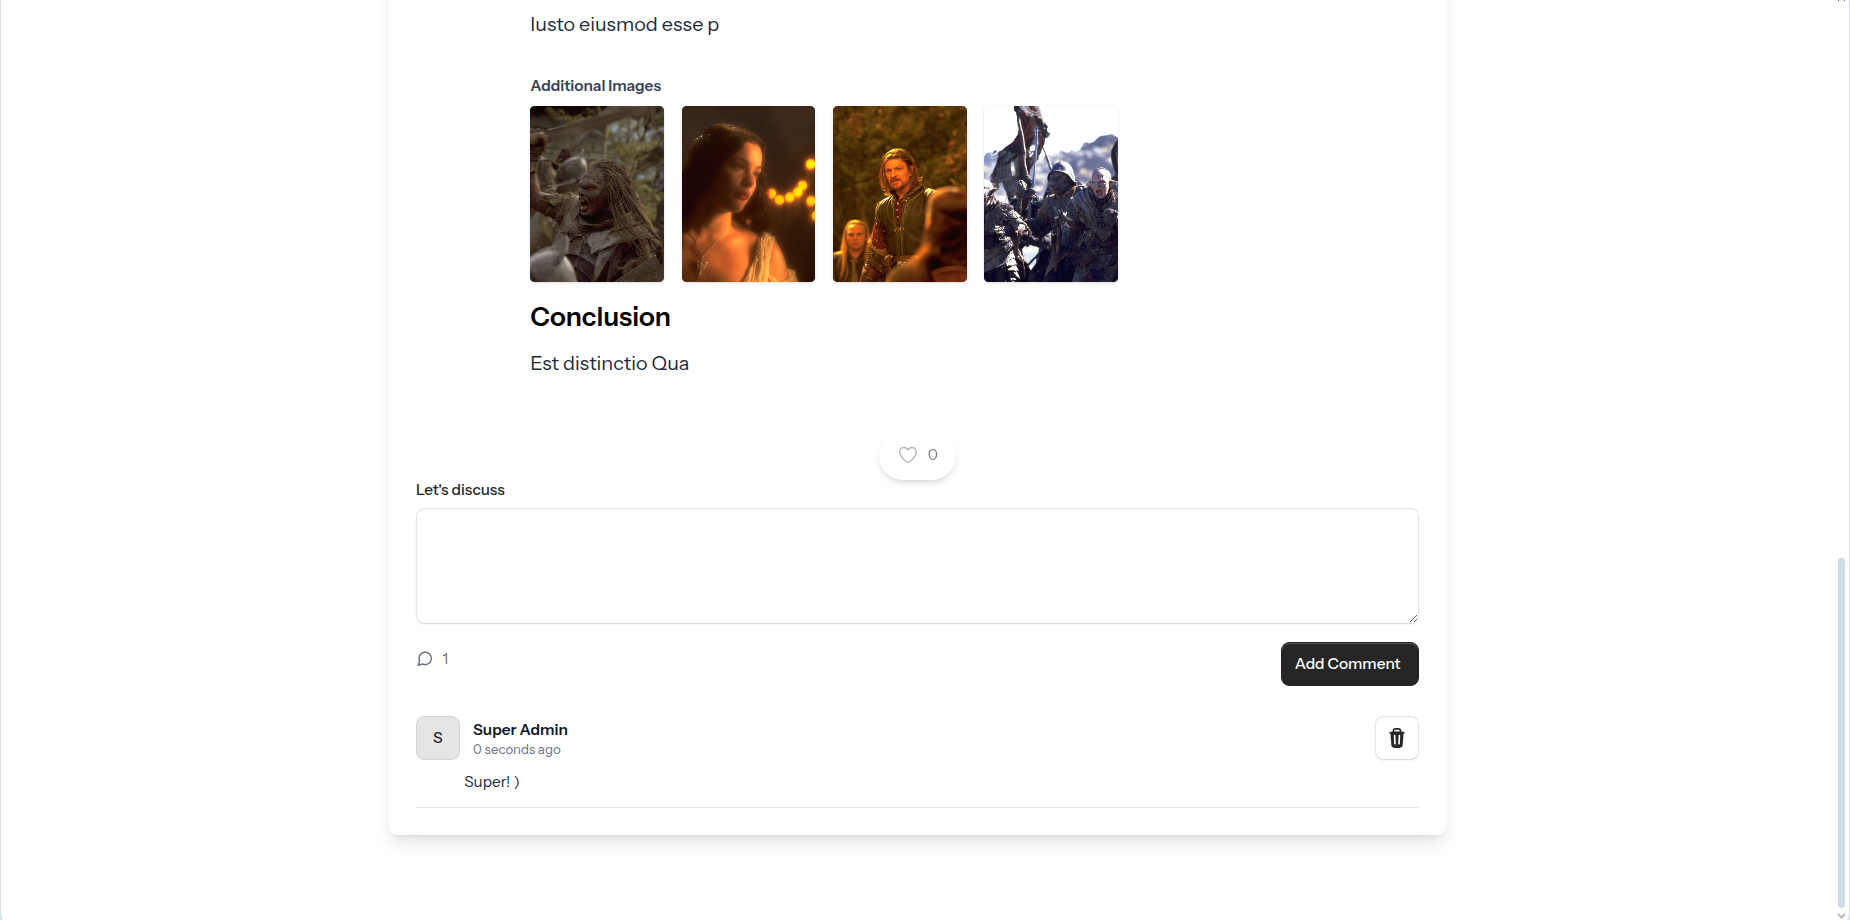 Iusto eiusmod esse p
Additional Images
Conclusion
Est distinctio Qua
0
Let's discuss
1
Add Comment
S
Super Admin
0 seconds ago
Super! )